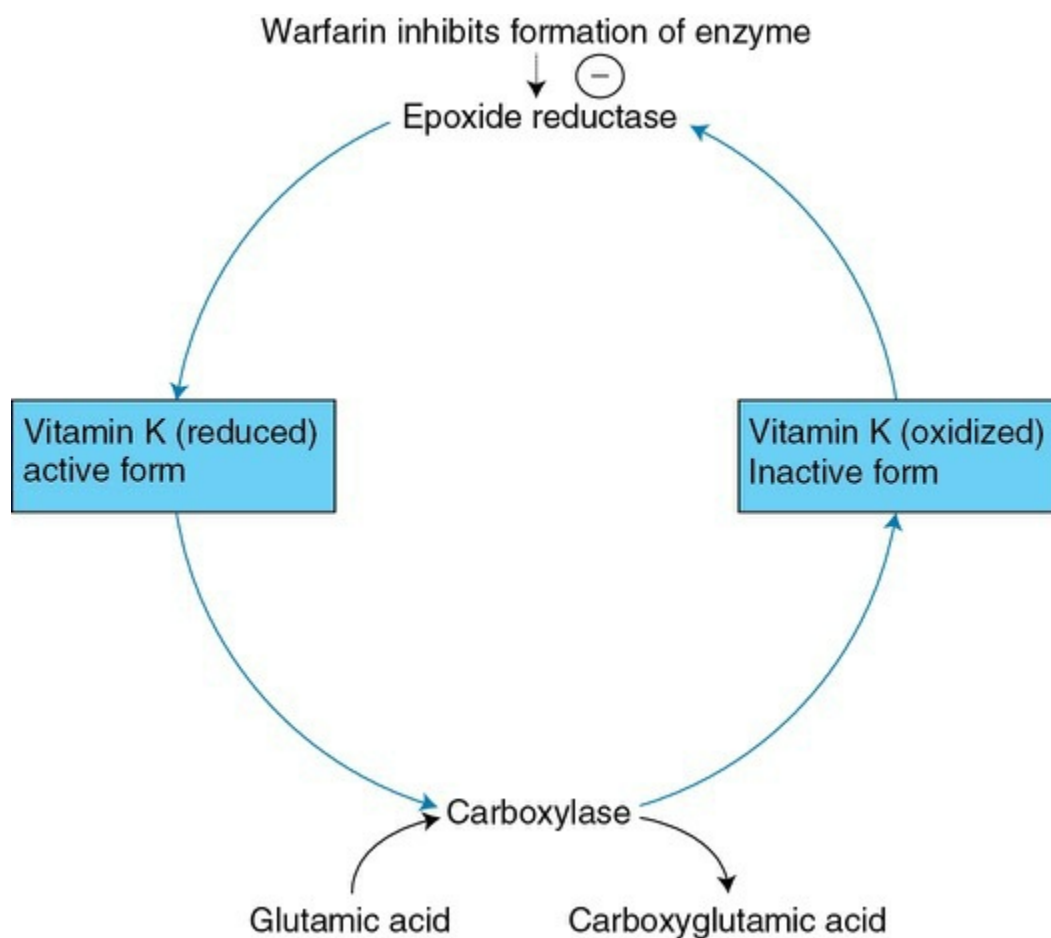 Warfarin inhibits formation of enzyme
−
Epoxide reductase
Vitamin K (reduced)
active form
Vitamin K (oxidized)
Inactive form
Carboxylase
Glutamic acid
Carboxyglutamic acid